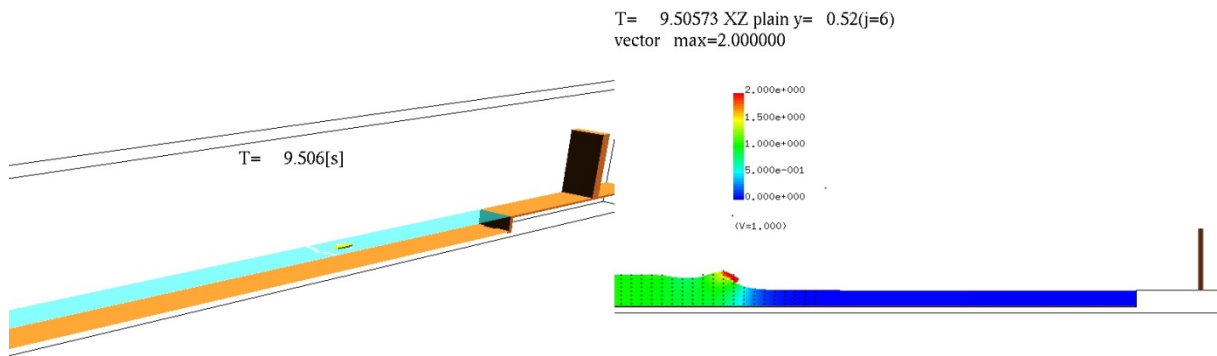 T=    9.506[s]
T=    9.50573 XZ plain y=   0.52(j=6)
vector   max=2.000000
2.000e+000
1.500e+000
1.000e+000
5.000e-001
0.000e+000
(V=1.000)